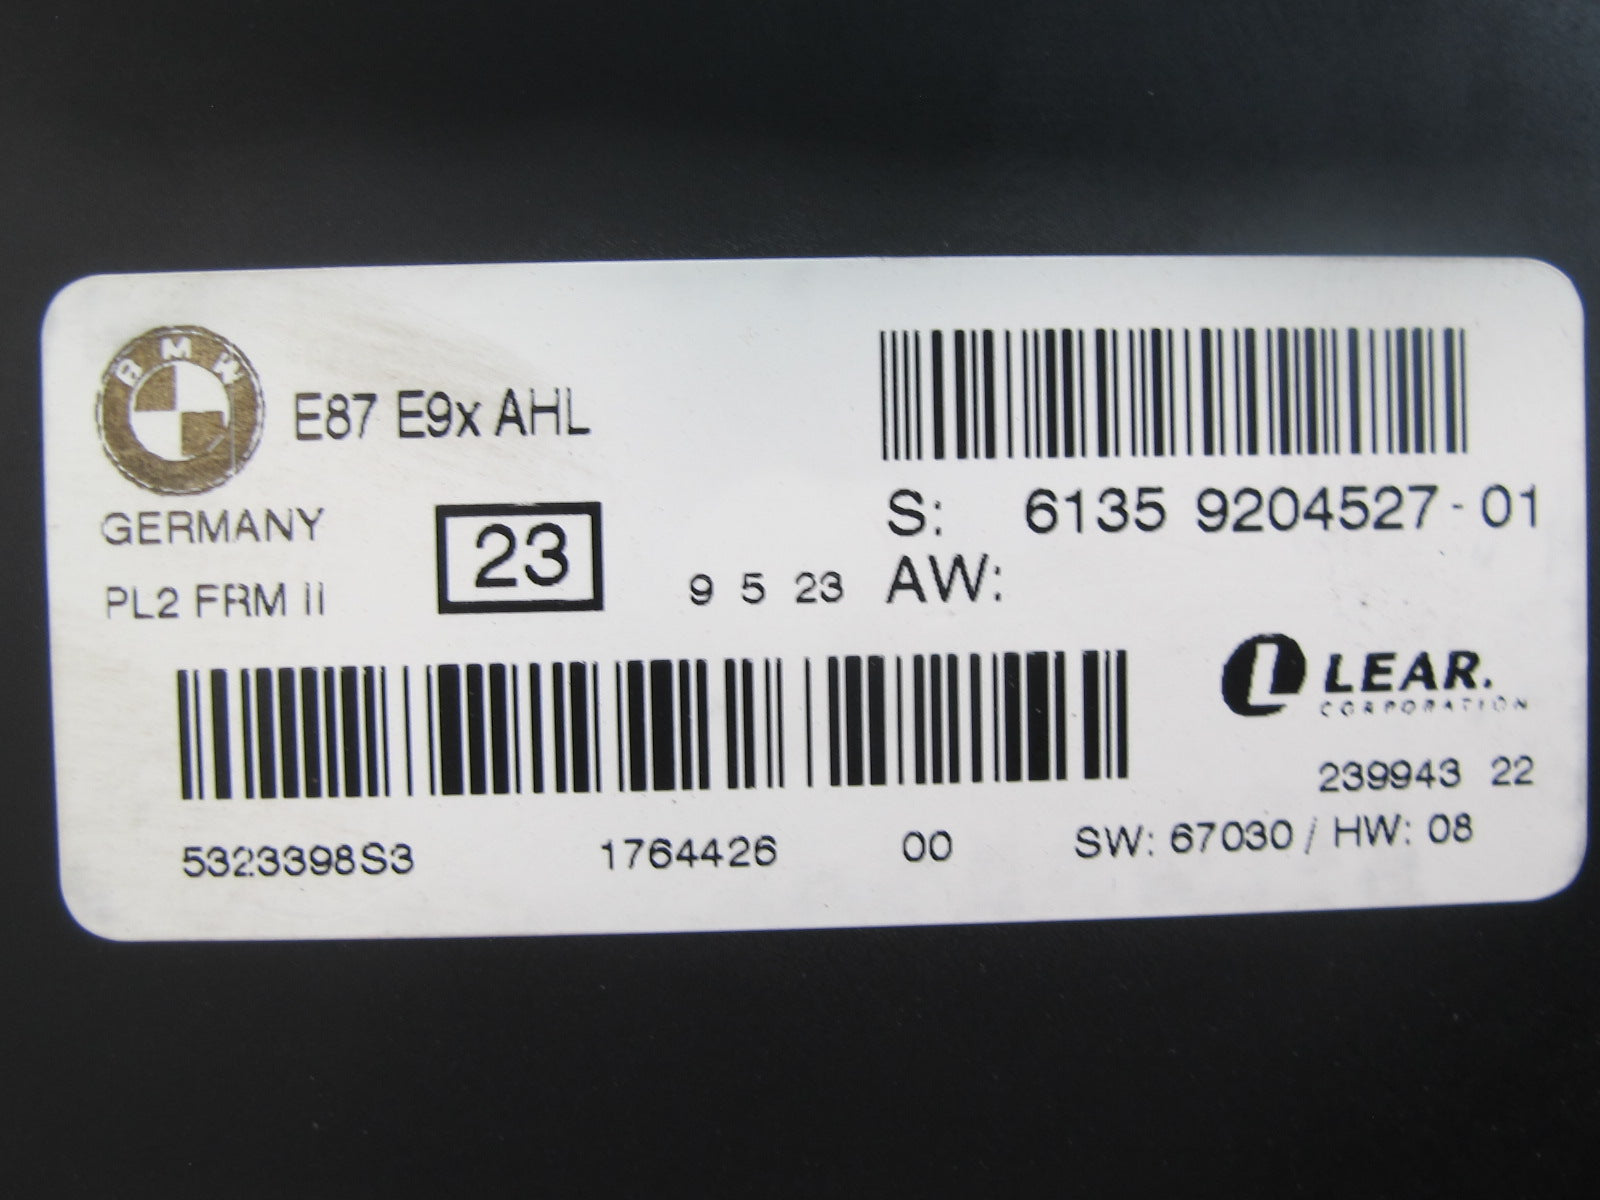 BMW
E87 E9x AHL
GERMANY
23
PL2 FRM II
9 5 23
S: 6135 9204527-01
AW:
LEAR.
CORPORATION
239943 22
5323398S3 1764426 00 SW: 67030 / HW: 08